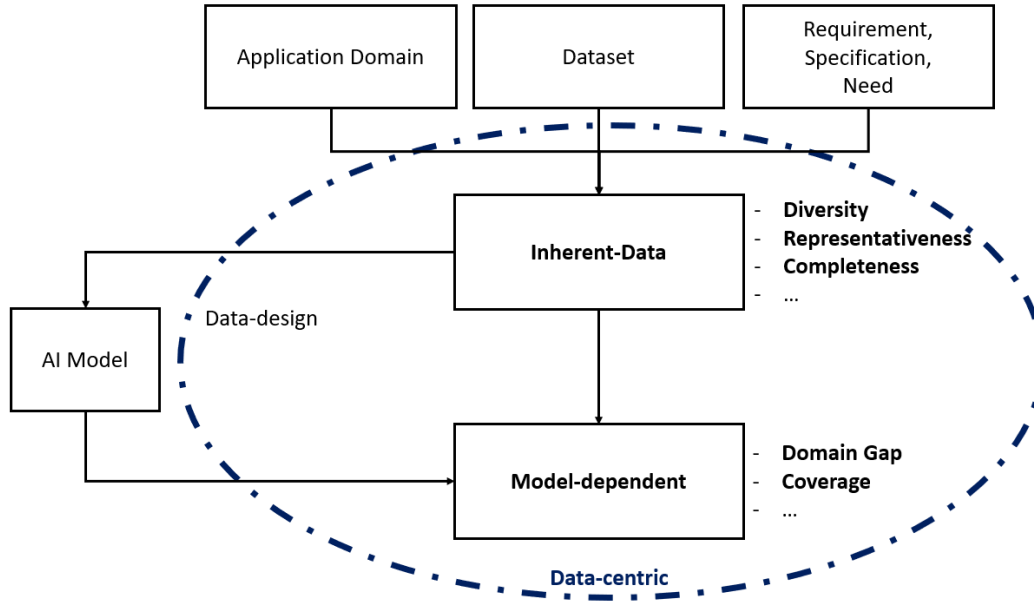 Application Domain
Dataset
Requirement,
Specification,
Need
Inherent-Data
- Diversity
- Representativeness
- Completeness
- ...
Data-design
AI Model
Model-dependent
- Domain Gap
- Coverage
- ...
Data-centric